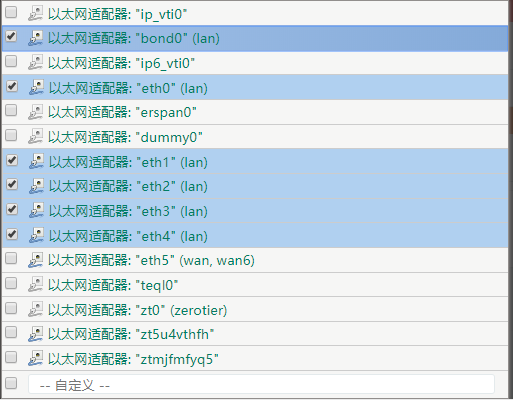 以太网适配器: "ip_vti0"
以太网适配器: "bond0" (lan)
以太网适配器: "ip6_vti0"
以太网适配器: "eth0" (lan)
以太网适配器: "erspan0"
以太网适配器: "dummy0"
以太网适配器: "eth1" (lan)
以太网适配器: "eth2" (lan)
以太网适配器: "eth3" (lan)
以太网适配器: "eth4" (lan)
以太网适配器: "eth5" (wan, wan6)
以太网适配器: "teql0"
以太网适配器: "zt0" (zerotier)
以太网适配器: "zt5u4vthfh"
以太网适配器: "ztmjfmfyq5"
-- 自定义 --